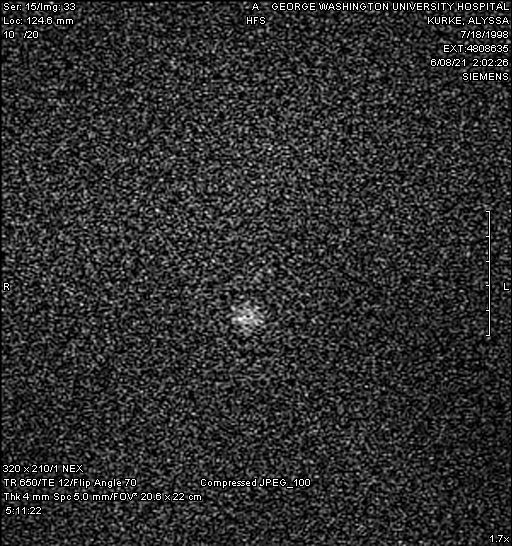 Ser: 15/Img: 33
Loc: 124.6 mm
10 /20
A
HFS
GEORGE WASHINGTON UNIVERSITY HOSPITAL
KURKE, ALYSSA
7/18/1998
EXT:4808635
6/08/21 2:02:26
SIEMENS
R
L
320 x 210/1 NEX
TR 650/TE 12/Flip Angle 70
Thk 4 mm Spc 5.0 mm/FOV* 20.6 x 22 cm
5:11:22
Compressed JPEG_100
1.7x